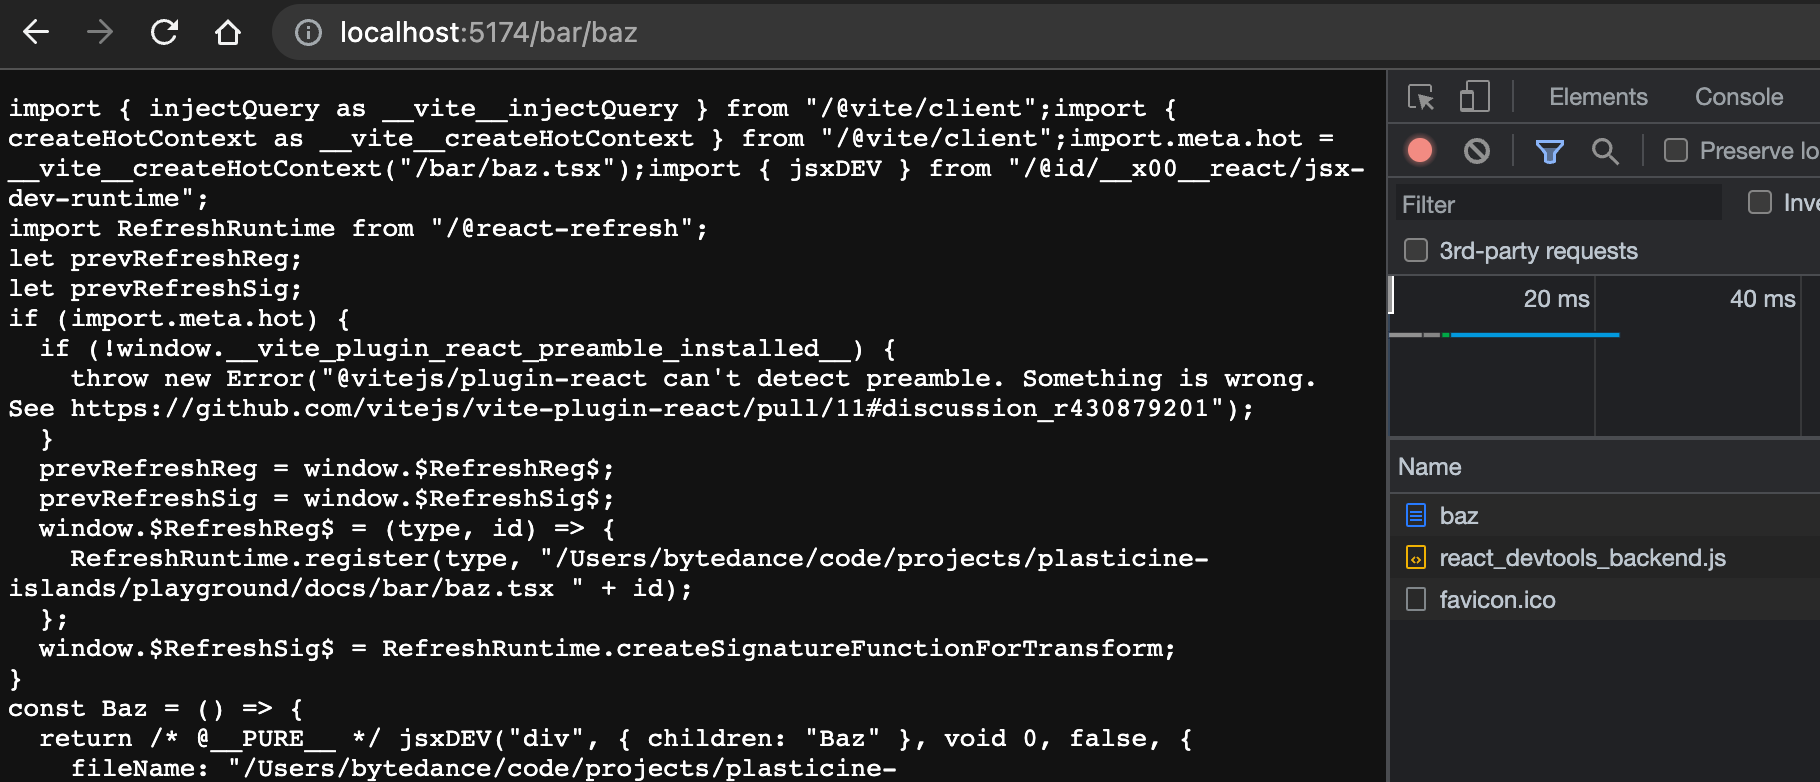 localhost:5174/bar/baz
import { injectQuery as __vite__injectQuery } from "/@vite/client";import {
createHotContext as __vite__createHotContext } from "/@vite/client";import.meta.hot =
__vite__createHotContext("/bar/baz.tsx");import { jsxDEV } from "/@id/__x00__react/jsx-
dev-runtime";
import RefreshRuntime from "/@react-refresh";
let prevRefreshReg;
let prevRefreshSig;
if (import.meta.hot) {
  if (!window.__vite_plugin_react_preamble_installed__) {
    throw new Error("@vitejs/plugin-react can't detect preamble. Something is wrong.
See https://github.com/vitejs/vite-plugin-react/pull/11#discussion_r430879201");
  }
  prevRefreshReg = window.$RefreshReg$;
  prevRefreshSig = window.$RefreshSig$;
  window.$RefreshReg$ = (type, id) => {
    RefreshRuntime.register(type, "/Users/bytedance/code/projects/plasticine-
islands/playground/docs/bar/baz.tsx " + id);
  };
  window.$RefreshSig$ = RefreshRuntime.createSignatureFunctionForTransform;
}
const Baz = () => {
  return /* @__PURE__ */ jsxDEV("div", { children: "Baz" }, void 0, false, {
    fileName: "/Users/bytedance/code/projects/plasticine-
Elements Console
Preserve lo
Filter Inve
3rd-party requests
20 ms 40 ms
Name
baz
react_devtools_backend.js
favicon.ico